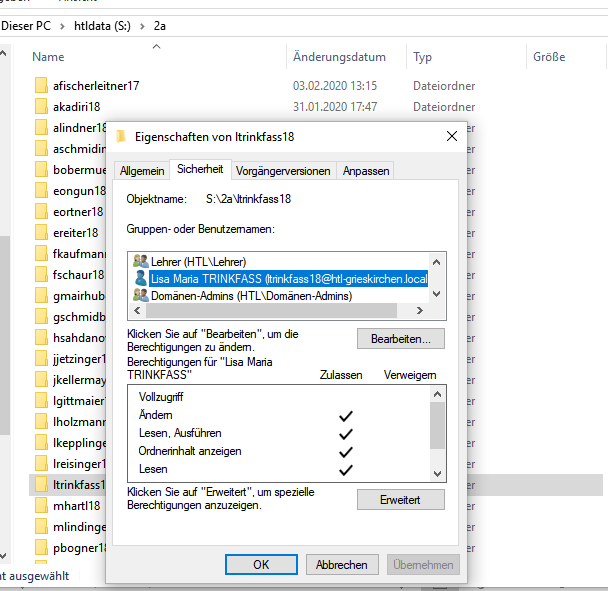 Dieser PC > htldata (S:) > 2a
Name Änderungsdatum Typ Größe
afischerleitner17 03.02.2020 13:15 Dateiordner
akadiri18 31.01.2020 17:47 Dateiordner
alindner18
aschmidin
bobermue
eongun18
eortner18
ereiter18
fkaufmann
fschaur18
gmairhub
gschmidb
hsahdano
jjetzinger1
jkellermay
lgittmaier
lholzmann
lkepplinge
lreisinger1
ltrinkfass1
mhartl18
mlindinge
pbogner18
nt ausgewählt
Eigenschaften von ltrinkfass18
Allgemein Sicherheit Vorgängerversionen Anpassen
Objektname: S:\2a\ltrinkfass18
Gruppen- oder Benutzernamen:
Lehrer (HTL\Lehrer)
Lisa Maria TRINKFASS (ltrinkfass18@htl-grieskirchen.local
Domänen-Admins (HTL\Domänen-Admins)
Klicken Sie auf "Bearbeiten", um die
Berechtigungen zu ändern.
Bearbeiten...
Berechtigungen für "Lisa Maria
TRINKFASS" Zulassen Verweigern
Vollzugriff
Ändern
Lesen, Ausführen
Ordnerinhalt anzeigen
Lesen
Klicken Sie auf "Erweitert", um spezielle
Berechtigungen anzuzeigen.
Erweitert
OK Abbrechen Übernehmen